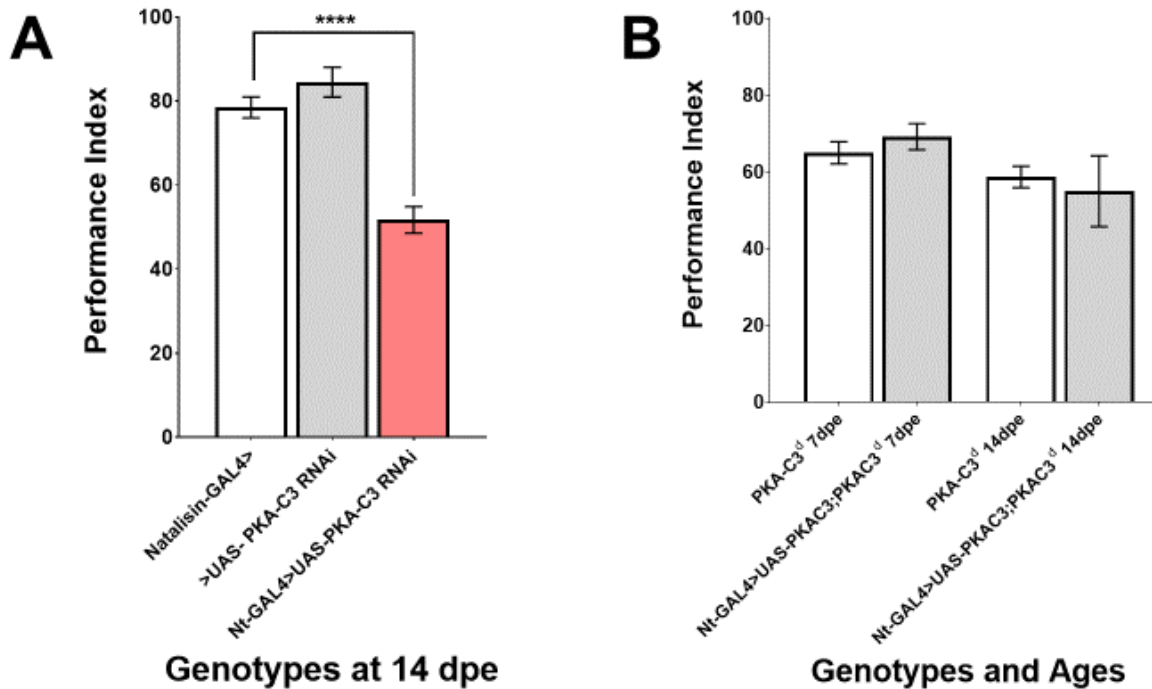 A
****
Performance Index
100
80
60
40
20
0
Natalisin-GAL4>
>UAS- PKA-C3 RNAi
Nt-GAL4>UAS-PKA-C3 RNAi
Genotypes at 14 dpe
B
Performance Index
100
80
60
40
20
0
PKA-C3ᵈ 7dpe
Nt-GAL4>UAS-PKAC3;PKAC3ᵈ 7dpe
PKA-C3ᵈ 14dpe
Nt-GAL4>UAS-PKAC3;PKAC3ᵈ 14dpe
Genotypes and Ages